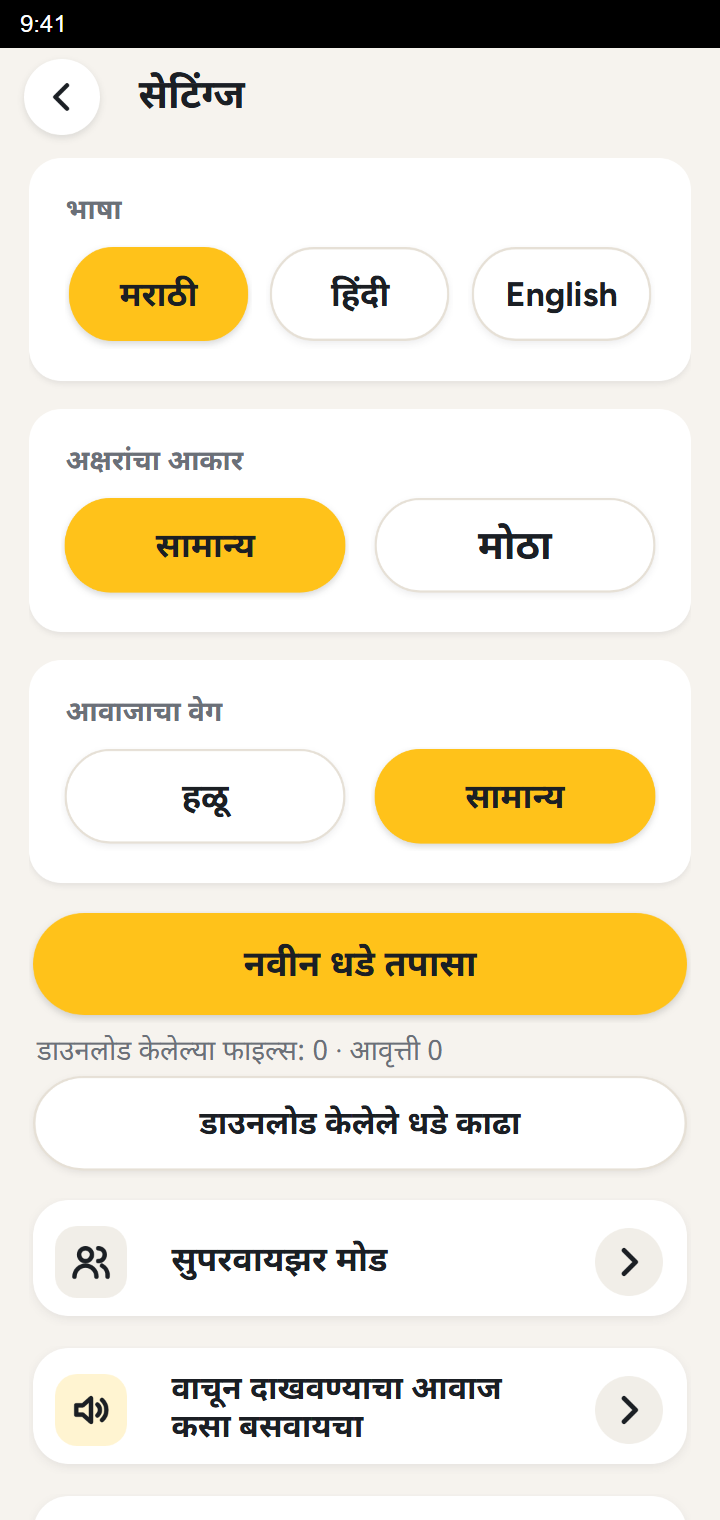 9:41
सेटिंग्ज
भाषा
मराठी
हिंदी
English
अक्षरांचा आकार
सामान्य
मोठा
आवाजाचा वेग
हळू
सामान्य
नवीन धडे तपासा
डाउनलोड केलेल्या फाइल्स: 0 · आवृत्ती 0
डाउनलोड केलेले धडे काढा
सुपरवायझर मोड
वाचून दाखवण्याचा आवाज
कसा बसवायचा